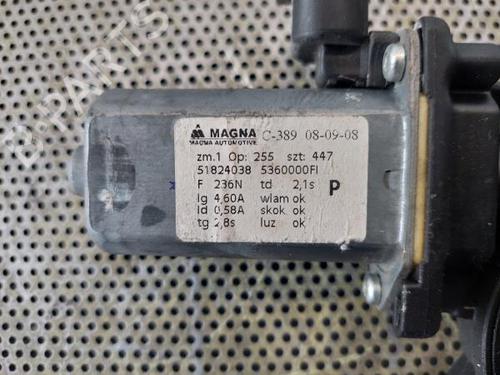 MAGNA C-389 08-09-08
MAGNA AUTOMOTIVE
zm.1 Op: 255 szt: 447
51824038 5360000FI
F 236N td 2,1s P
Ig 4,60A wlam ok
Id 0,58A skok ok
tg 2,8s luz ok
B-PARTS